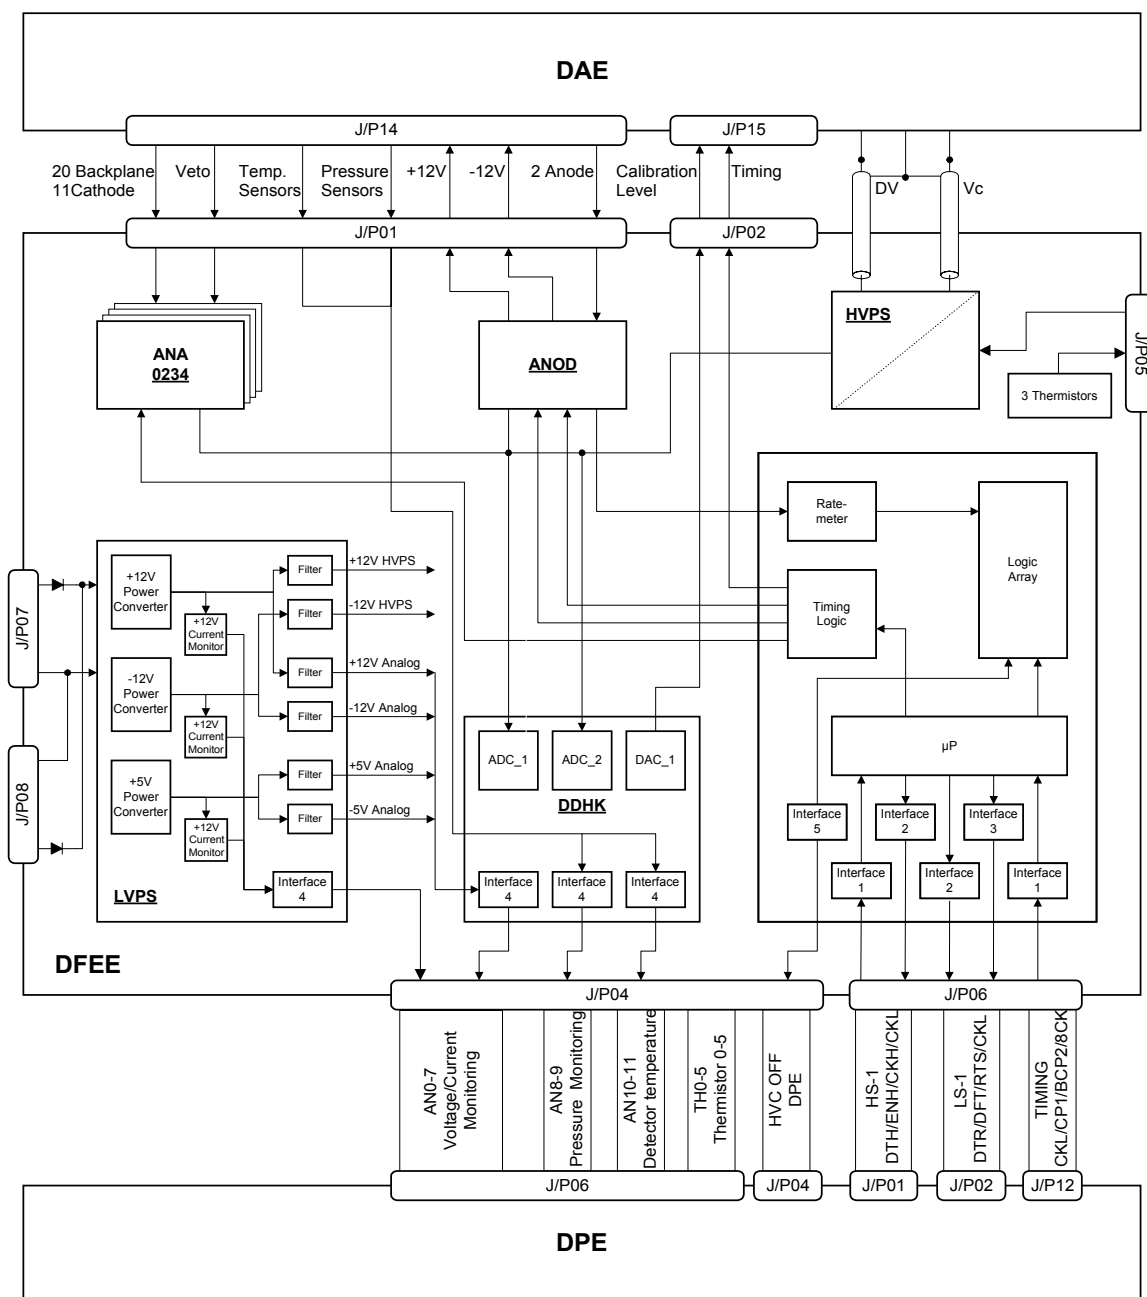 DAE
J/P14
J/P15
20 Backplane
11Cathode
Veto
Temp.
Sensors
Pressure
Sensors
+12V
-12V
2 Anode
Calibration
Level
Timing
DV
Vc
J/P01
J/P02
HVPS
J/P05
ANA
0234
ANOD
3 Thermistors
Rate-
meter
Logic
Array
Timing
Logic
µP
Interface
5
Interface
2
Interface
3
Interface
1
Interface
2
Interface
1
J/P07
J/P08
+12V
Power
Converter
+12V
Current
Monitor
-12V
Power
Converter
+12V
Current
Monitor
+5V
Power
Converter
+12V
Current
Monitor
Filter
+12V HVPS
Filter
-12V HVPS
Filter
+12V Analog
Filter
-12V Analog
Filter
+5V Analog
Filter
-5V Analog
Interface
4
LVPS
ADC_1
ADC_2
DAC_1
DDHK
Interface
4
Interface
4
Interface
4
DFEE
J/P04
J/P06
AN0-7
Voltage/Current
Monitoring
AN8-9
Pressure Monitoring
AN10-11
Detector temperature
TH0-5
Thermistor 0-5
HVC OFF
DPE
HS-1
DTH/ENH/CKH/CKL
LS-1
DTR/DFT/RTS/CKL
TIMING
CKL/CP1/BCP2/8CK
J/P06
J/P04
J/P01
J/P02
J/P12
DPE